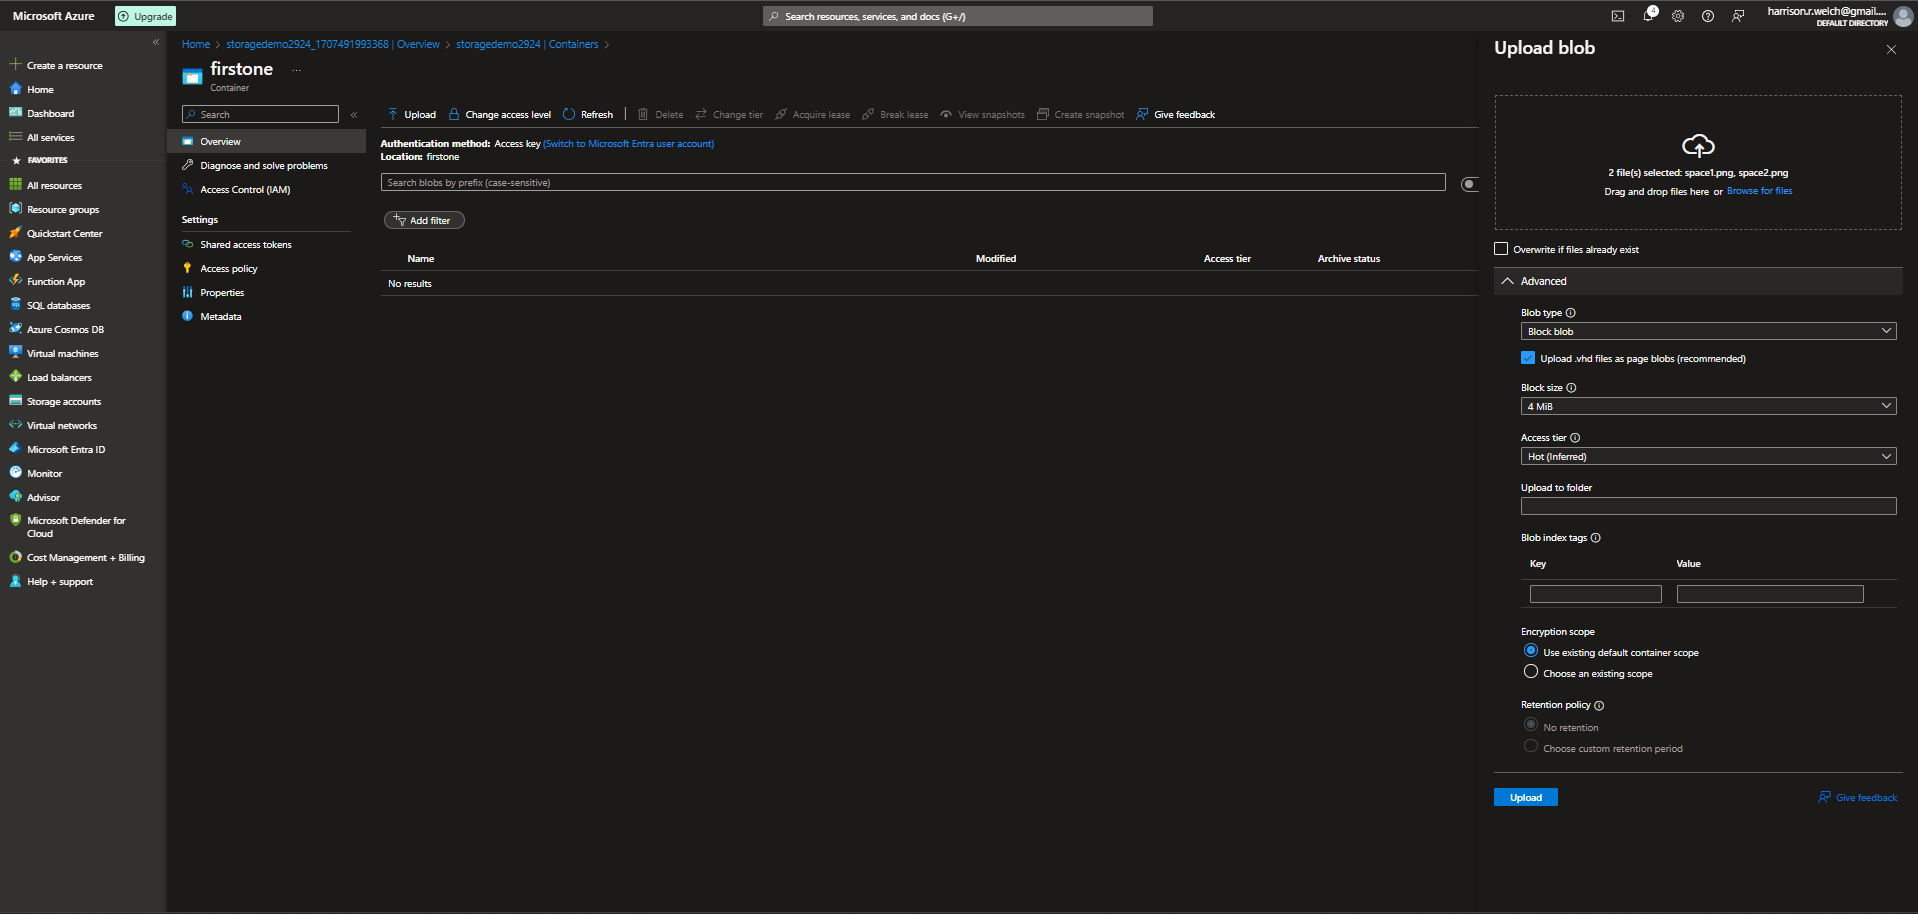 Microsoft Azure
Upgrade
Search resources, services, and docs (G+/)
4
harrison.r.welch@gmail....
DEFAULT DIRECTORY
Create a resource
Home
Dashboard
All services
FAVORITES
All resources
Resource groups
Quickstart Center
App Services
Function App
SQL databases
Azure Cosmos DB
Virtual machines
Load balancers
Storage accounts
Virtual networks
Microsoft Entra ID
Monitor
Advisor
Microsoft Defender for
Cloud
Cost Management + Billing
Help + support
Home > storagedemo2924_1707491993368 | Overview > storagedemo2924 | Containers >
firstone ...
Container
Search
Overview
Diagnose and solve problems
Access Control (IAM)
Settings
Shared access tokens
Access policy
Properties
Metadata
Upload Change access level Refresh | Delete Change tier Acquire lease Break lease View snapshots Create snapshot Give feedback
Authentication method: Access key (Switch to Microsoft Entra user account)
Location: firstone
Search blobs by prefix (case-sensitive)
Add filter
Name Modified Access tier Archive status
No results
Upload blob
2 file(s) selected: space1.png, space2.png
Drag and drop files here or Browse for files
Overwrite if files already exist
Advanced
Blob type
Block blob
Upload .vhd files as page blobs (recommended)
Block size
4 MiB
Access tier
Hot (Inferred)
Upload to folder
Blob index tags
Key Value
Encryption scope
Use existing default container scope
Choose an existing scope
Retention policy
No retention
Choose custom retention period
Upload
Give feedback